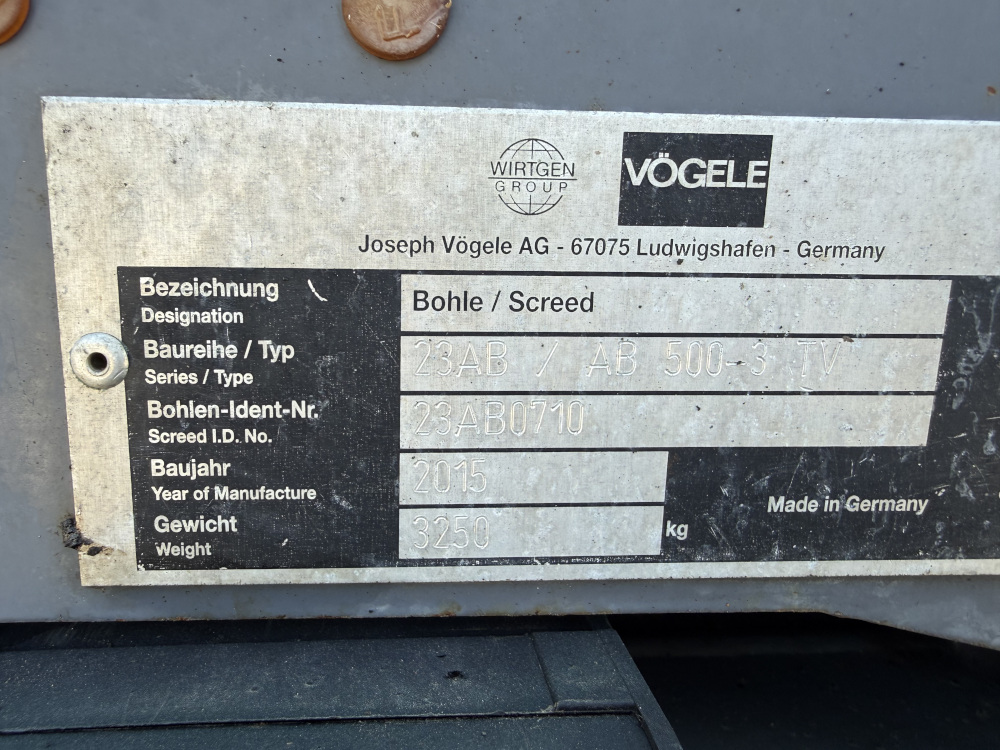 WIRTGEN
GROUP
VÖGELE
Joseph Vögele AG - 67075 Ludwigshafen - Germany
Bezeichnung
Designation
Bohle / Screed
Baureihe / Typ
Series / Type
23AB / AB 500-3 TV
Bohlen-Ident-Nr.
Screed I.D. No.
23AB0710
Baujahr
Year of Manufacture
2015
Made in Germany
Gewicht
Weight
3250
kg